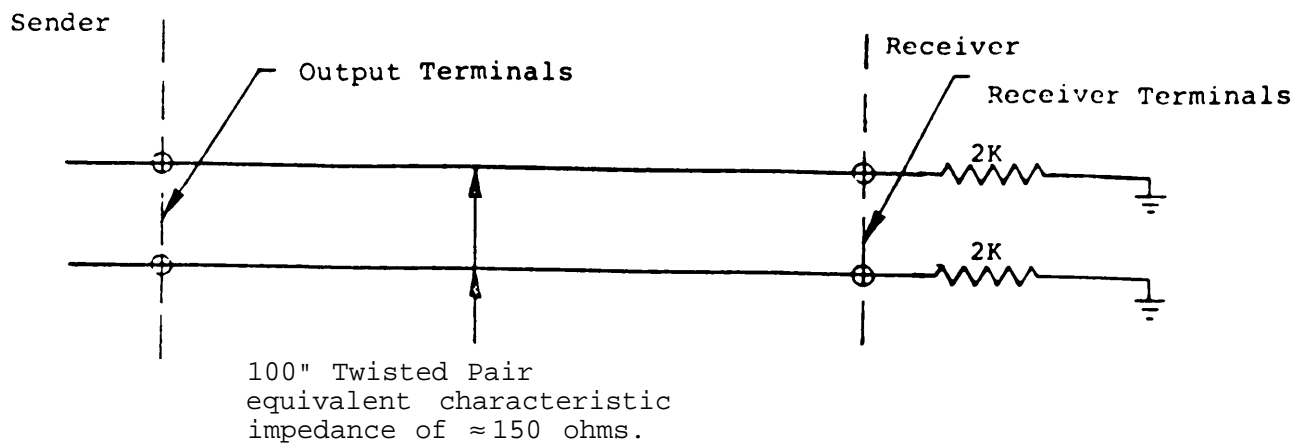 Sender
Output Terminals
Receiver
Receiver Terminals
2K
2K
100" Twisted Pair
equivalent characteristic
impedance of ≈150 ohms.